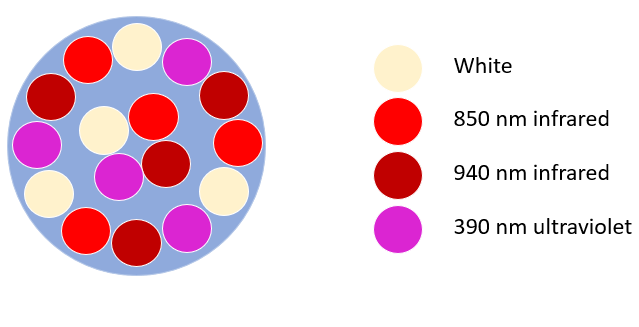 White
850 nm infrared
940 nm infrared
390 nm ultraviolet